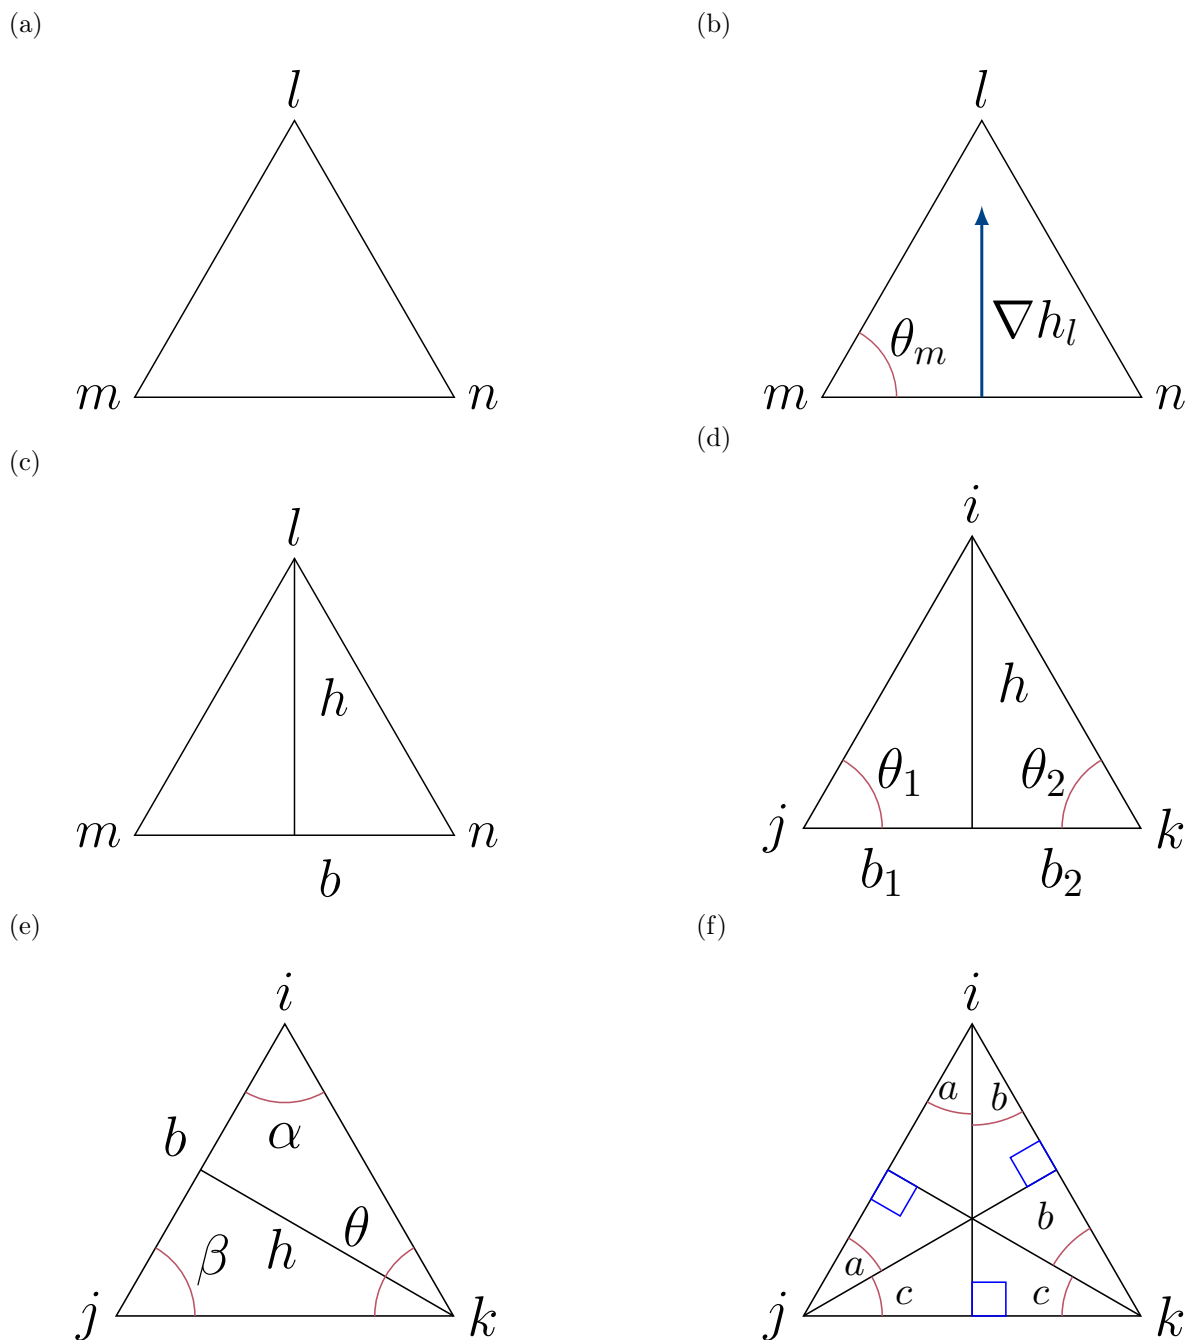 (a)
l
m n
(b)
l
θ_m ∇h_l
m n
(c)
l
h
m n
b
(d)
i
h
θ_1 θ_2
j k
b_1 b_2
(e)
i
b α
β h θ
j k
(f)
i
a b
b
a c c
j k